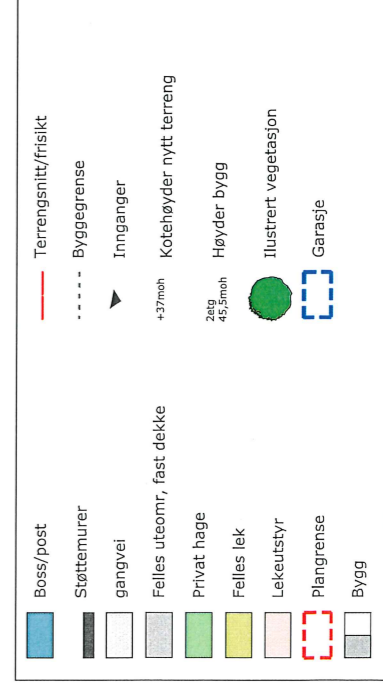 Boss/post
Støttemurer
gangvei
Felles uteomr, fast dekke
Privat hage
Felles lek
Lekeutstyr
Plangrense
Bygg
Terrengsnitt/frisikt
Byggegrense
Innganger
+37moh Kotehøyder nytt terreng
2etg
45,5moh Høyder bygg
Ilustrert vegetasjon
Garasje